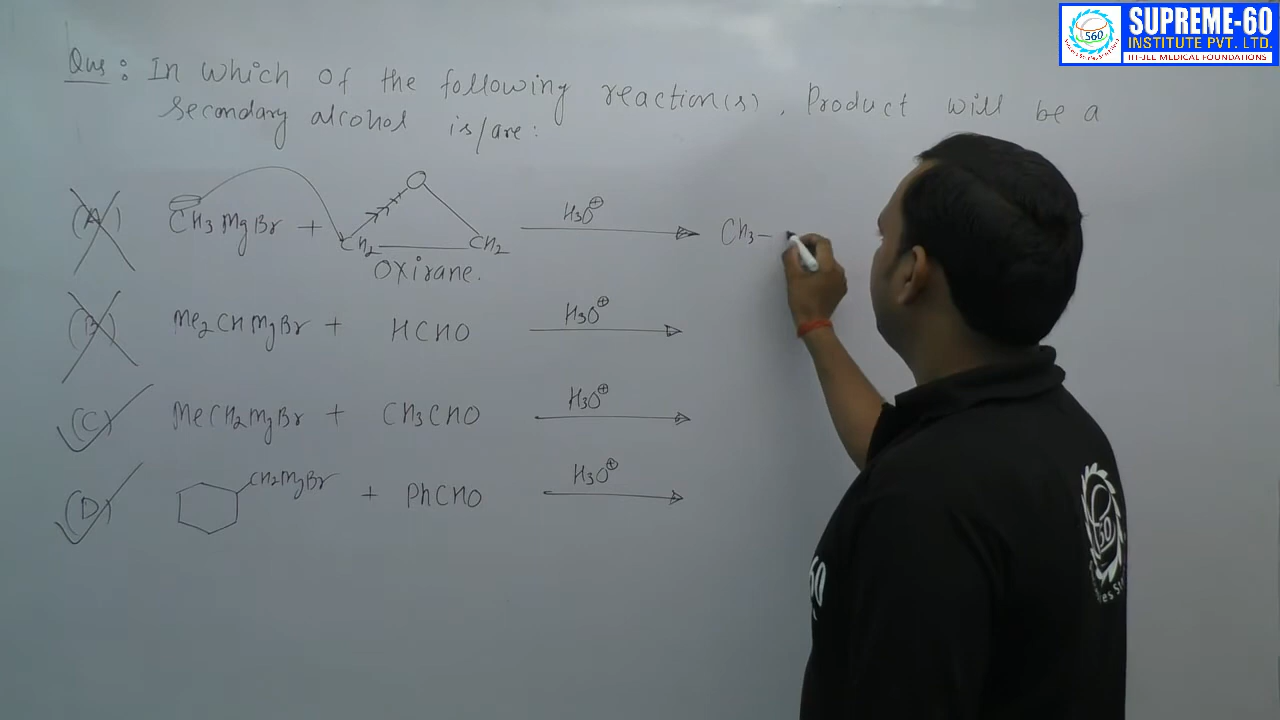 SUPREME-60
INSTITUTE PVT. LTD.
IIT-JEE MEDICAL FOUNDATIONS
S60
Qus: In which of the following reaction(s), Product will be a
secondary alcohol is/are:
(A) CH3MgBr + CH2 O CH2 H3O⊕ CH3-
Oxirane.
(B) Me2CHMgBr + HCHO H3O⊕
(C) MeCH2MgBr + CH3CHO H3O⊕
(D) CH2MgBr + PhCHO H3O⊕
60